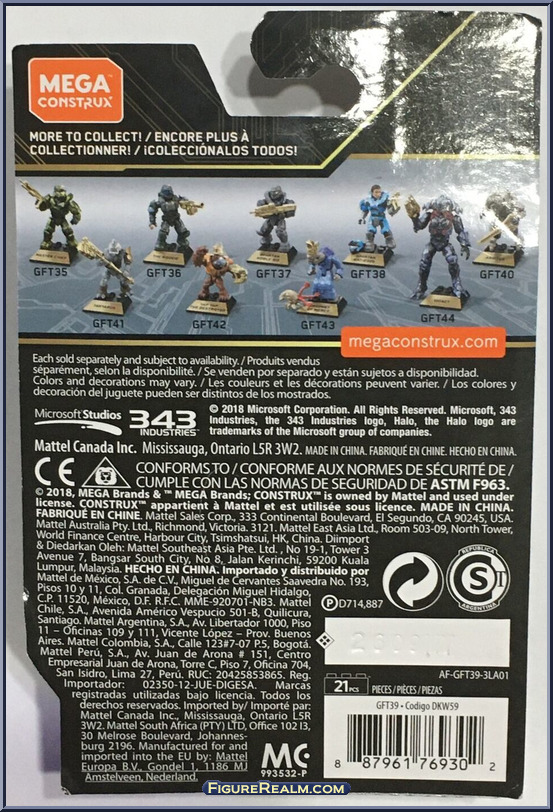 MEGA
CONSTRUX™
MORE TO COLLECT! / ENCORE PLUS À
COLLECTIONNER! / ¡COLECCIÓNALOS TODOS!
MASTER CHIEF
GFT35
THE ROOKIE
GFT36
GFT37
GFT38
GFT40
GFT41
GFT42
GFT43
GFT44
megaconstrux.com
Each sold separately and subject to availability. / Produits vendus
séparément, selon la disponibilité. / Se venden por separado y están sujetos a disponibilidad.
Colors and decorations may vary. / Les couleurs et les décorations peuvent varier. / Los colores y
decoración del juguete pueden ser distintos de los mostrados.
Microsoft Studios
343
INDUSTRIES™
© 2018 Microsoft Corporation. All Rights Reserved. Microsoft, 343
Industries, the 343 Industries logo, Halo, the Halo logo are
trademarks of the Microsoft group of companies.
Mattel Canada Inc. Mississauga, Ontario L5R 3W2. MADE IN CHINA. FABRIQUÉ EN CHINE. HECHO EN CHINA.
CE
CONFORMS TO / CONFORME AUX NORMES DE SÉCURITÉ DE /
CUMPLE CON LAS NORMAS DE SEGURIDAD DE ASTM F963.
© 2018, MEGA Brands & ™ MEGA Brands; CONSTRUX™ is owned by Mattel and used under
license. CONSTRUX™ appartient à Mattel et est utilisée sous licence. MADE IN CHINA.
FABRIQUÉ EN CHINE. Mattel Sales Corp., 333 Continental Boulevard, El Segundo, CA 90245, USA.
Mattel Australia Pty. Ltd., Richmond, Victoria. 3121. Mattel East Asia Ltd., Room 503-09, North Tower,
World Finance Centre, Harbour City, Tsimshatsui, HK, China. Diimport
& Diedarkan Oleh: Mattel Southeast Asia Pte. Ltd. , No 19-1, Tower 3
Avenue 7, Bangsar South City, No 8, Jalan Kerinchi, 59200 Kuala
Lumpur, Malaysia. HECHO EN CHINA. Importado y distribuido por
Mattel de México, S.A. de C.V., Miguel de Cervantes Saavedra No. 193,
Pisos 10 y 11, Col. Granada, Delegación Miguel Hidalgo,
C.P. 11520, México, D.F. R.F.C. MME-920701-NB3. Mattel
Chile, S.A., Avenida Américo Vespucio 501-B, Quilicura,
Santiago. Mattel Argentina, S.A., Av. Libertador 1000, Piso
11 – Oficinas 109 y 111, Vicente López – Prov. Buenos
Aires. Mattel Colombia, S.A., Calle 123#07-07 P.5, Bogotá.
Mattel Perú, S.A., Av. Juan de Arona # 151, Centro
Empresarial Juan de Arona, Torre C, Piso 7, Oficina 704,
San Isidro, Lima 27, Perú. RUC: 20425853865. Reg.
Importador: 02350-12-JUE-DIGESA. Marcas
registradas utilizadas bajo licencia. Todos los derechos
reservados. Imported by/ Importé par:
Mattel Canada Inc., Mississauga, Ontario L5R
3W2. Mattel South Africa (PTY) LTD, Office 102 I3,
30 Melrose Boulevard, Johannes-
burg 2196. Manufactured for and
imported into the EU by: Mattel
Europa B.V., Gondel 1, 1186 MJ
Amstelveen, Nederland.
REPUBLICA
S
ARGENTINA
Ⓟ D714,887
AF-GFT39-3LA01
21 PCS
PIECES / PIÈCES / PIEZAS
GFT39 • Codigo DKW59
8 87961 76930 2
MC
993532-P
FIGUREREALM.COM